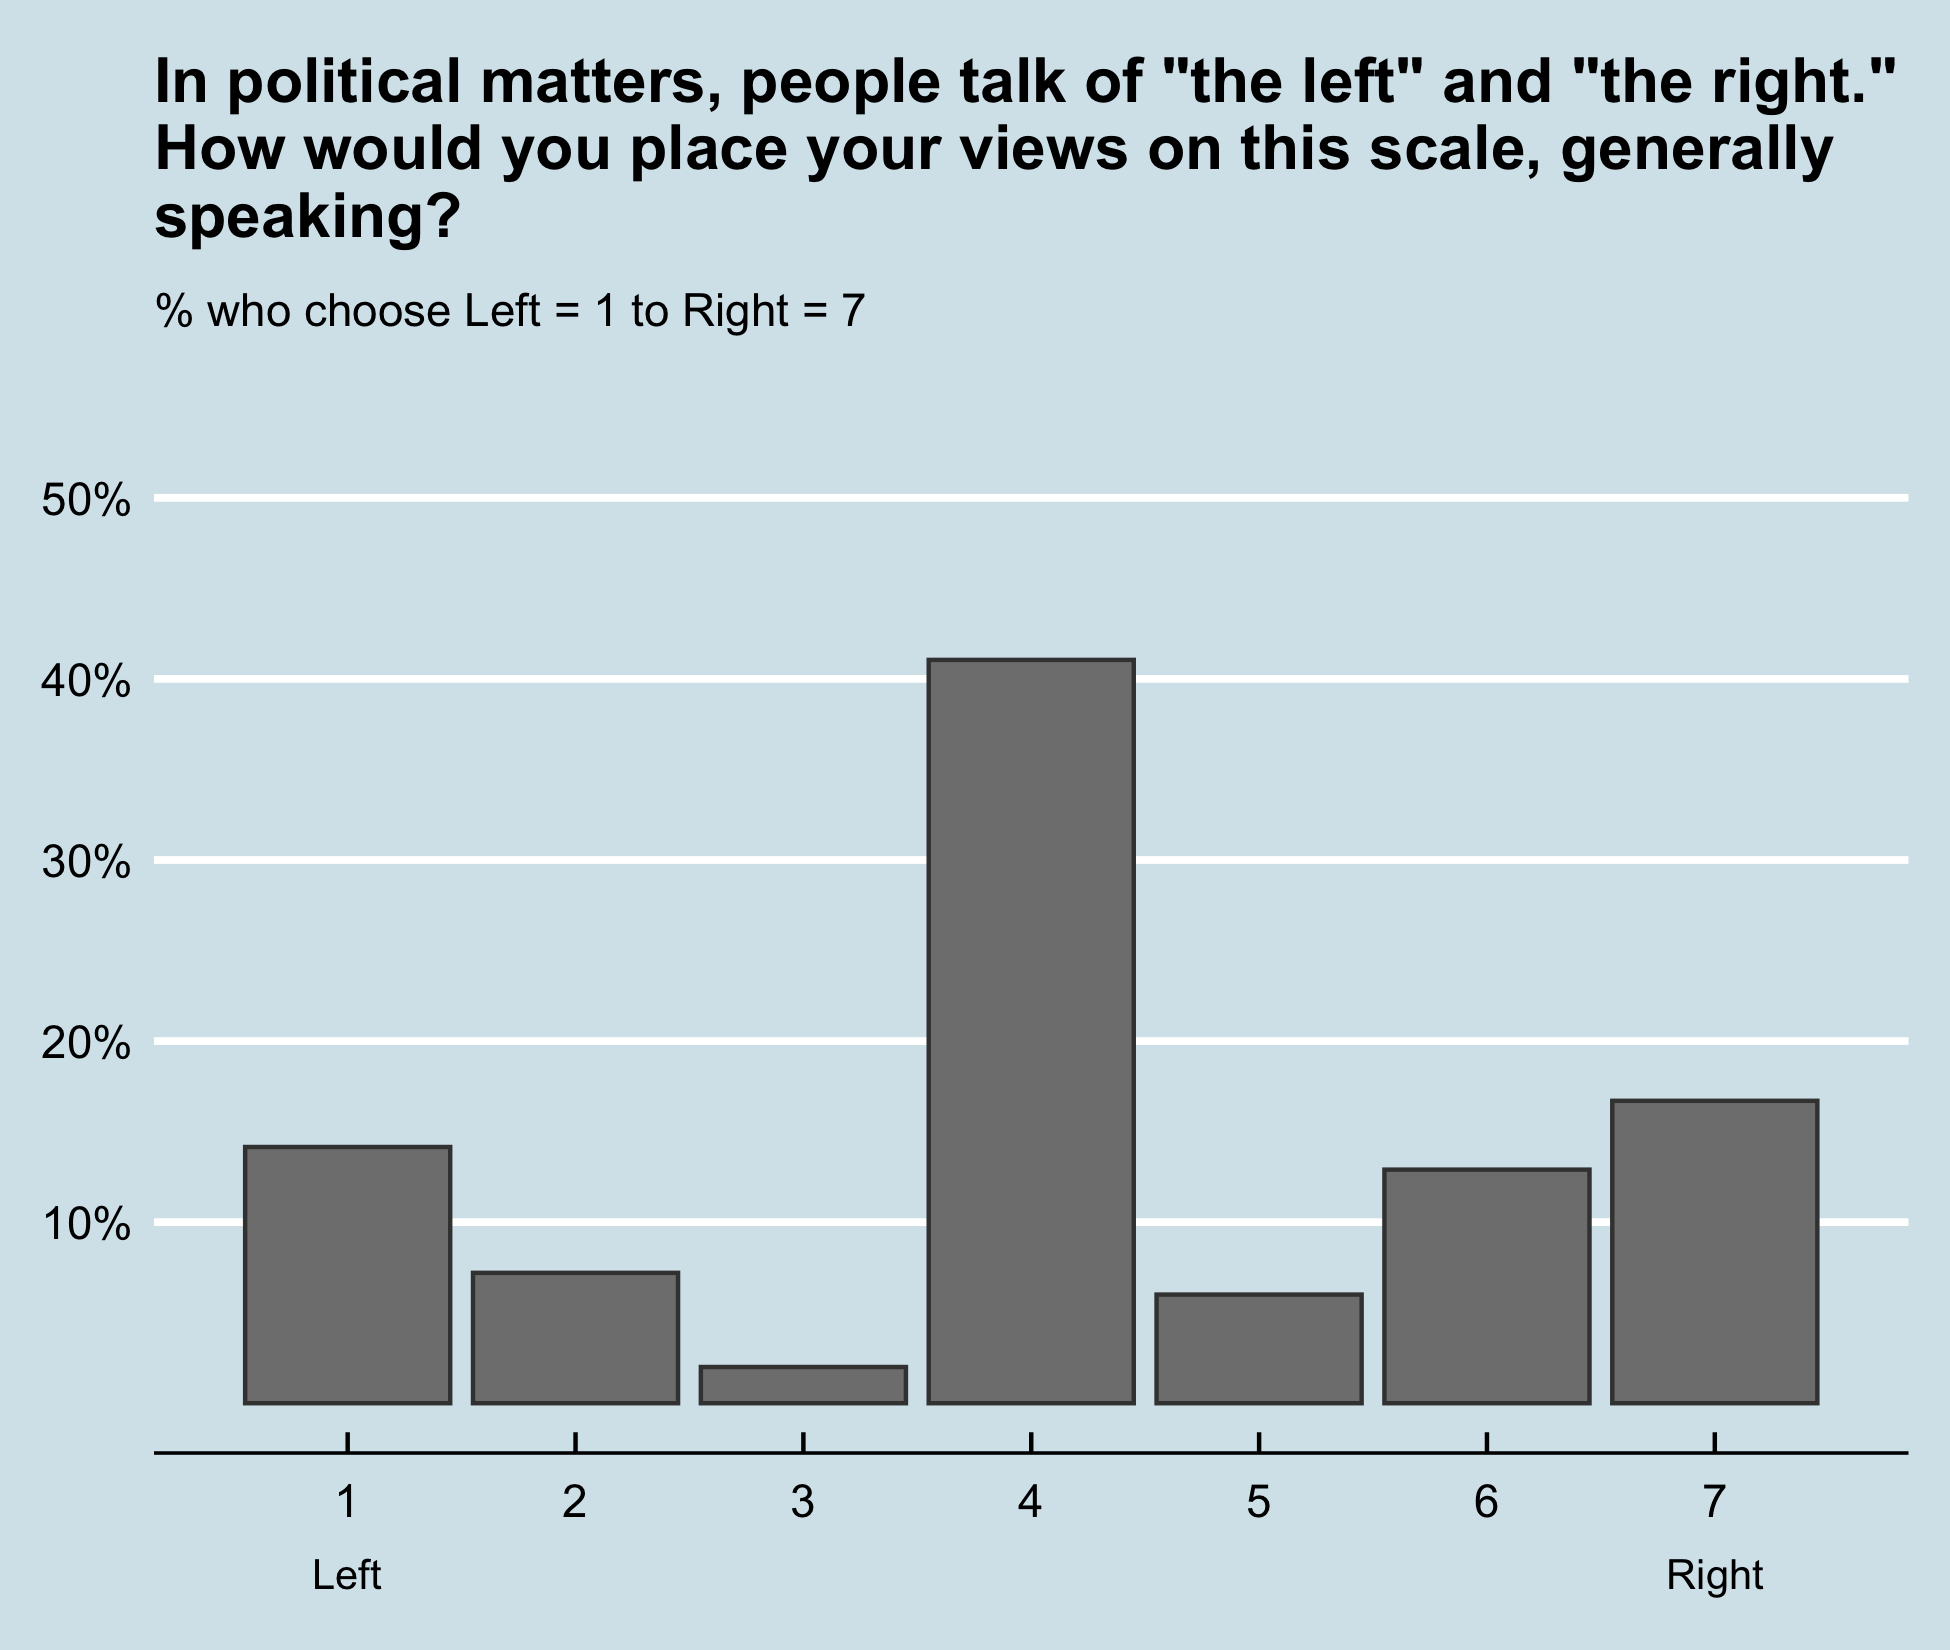 In political matters, people talk of "the left" and "the right."
How would you place your views on this scale, generally
speaking?
% who choose Left = 1 to Right = 7
50%
40%
30%
20%
10%
1 2 3 4 5 6 7
Left Right